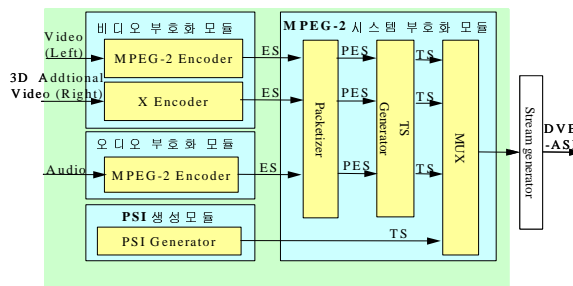 비디오 부호화 모듈
MPEG-2 시스템 부호화 모듈
Video
(Left)
MPEG-2 Encoder
ES
PES
TS
3D Addtional
Video (Right)
X Encoder
ES
PES
TS
Packetizer
TS
Generator
MUX
Stream generator
DVB
-AS
오디오 부호화 모듈
Audio
MPEG-2 Encoder
ES
PES
TS
PSI 생성모듈
PSI Generator
TS